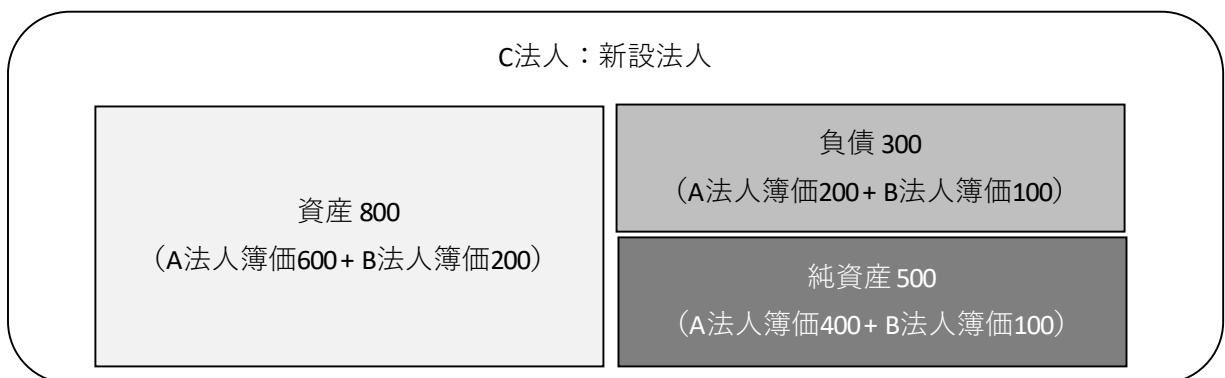 C法人：新設法人
資産 800
（A法人簿価600 + B法人簿価200）
負債 300
（A法人簿価200 + B法人簿価100）
純資産 500
（A法人簿価400 + B法人簿価100）